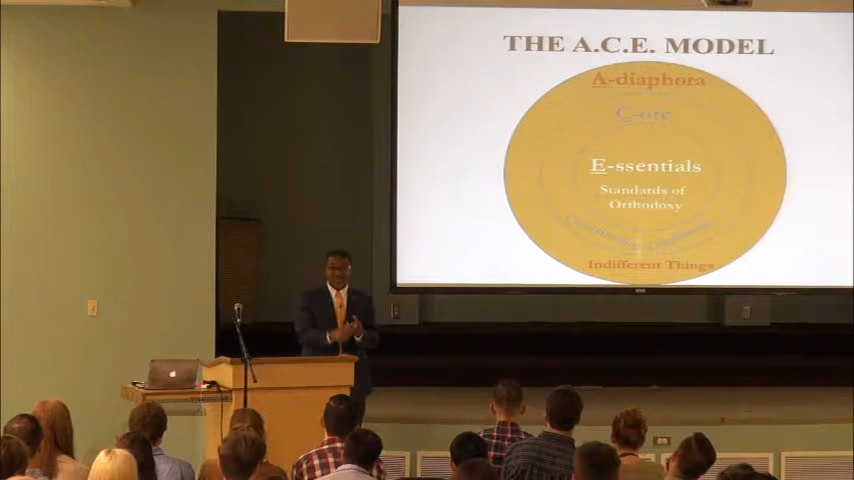 THE A.C.E. MODEL
A-diaphora
C-ore
E-ssentials
Standards of
Orthodoxy
Indifferent Things